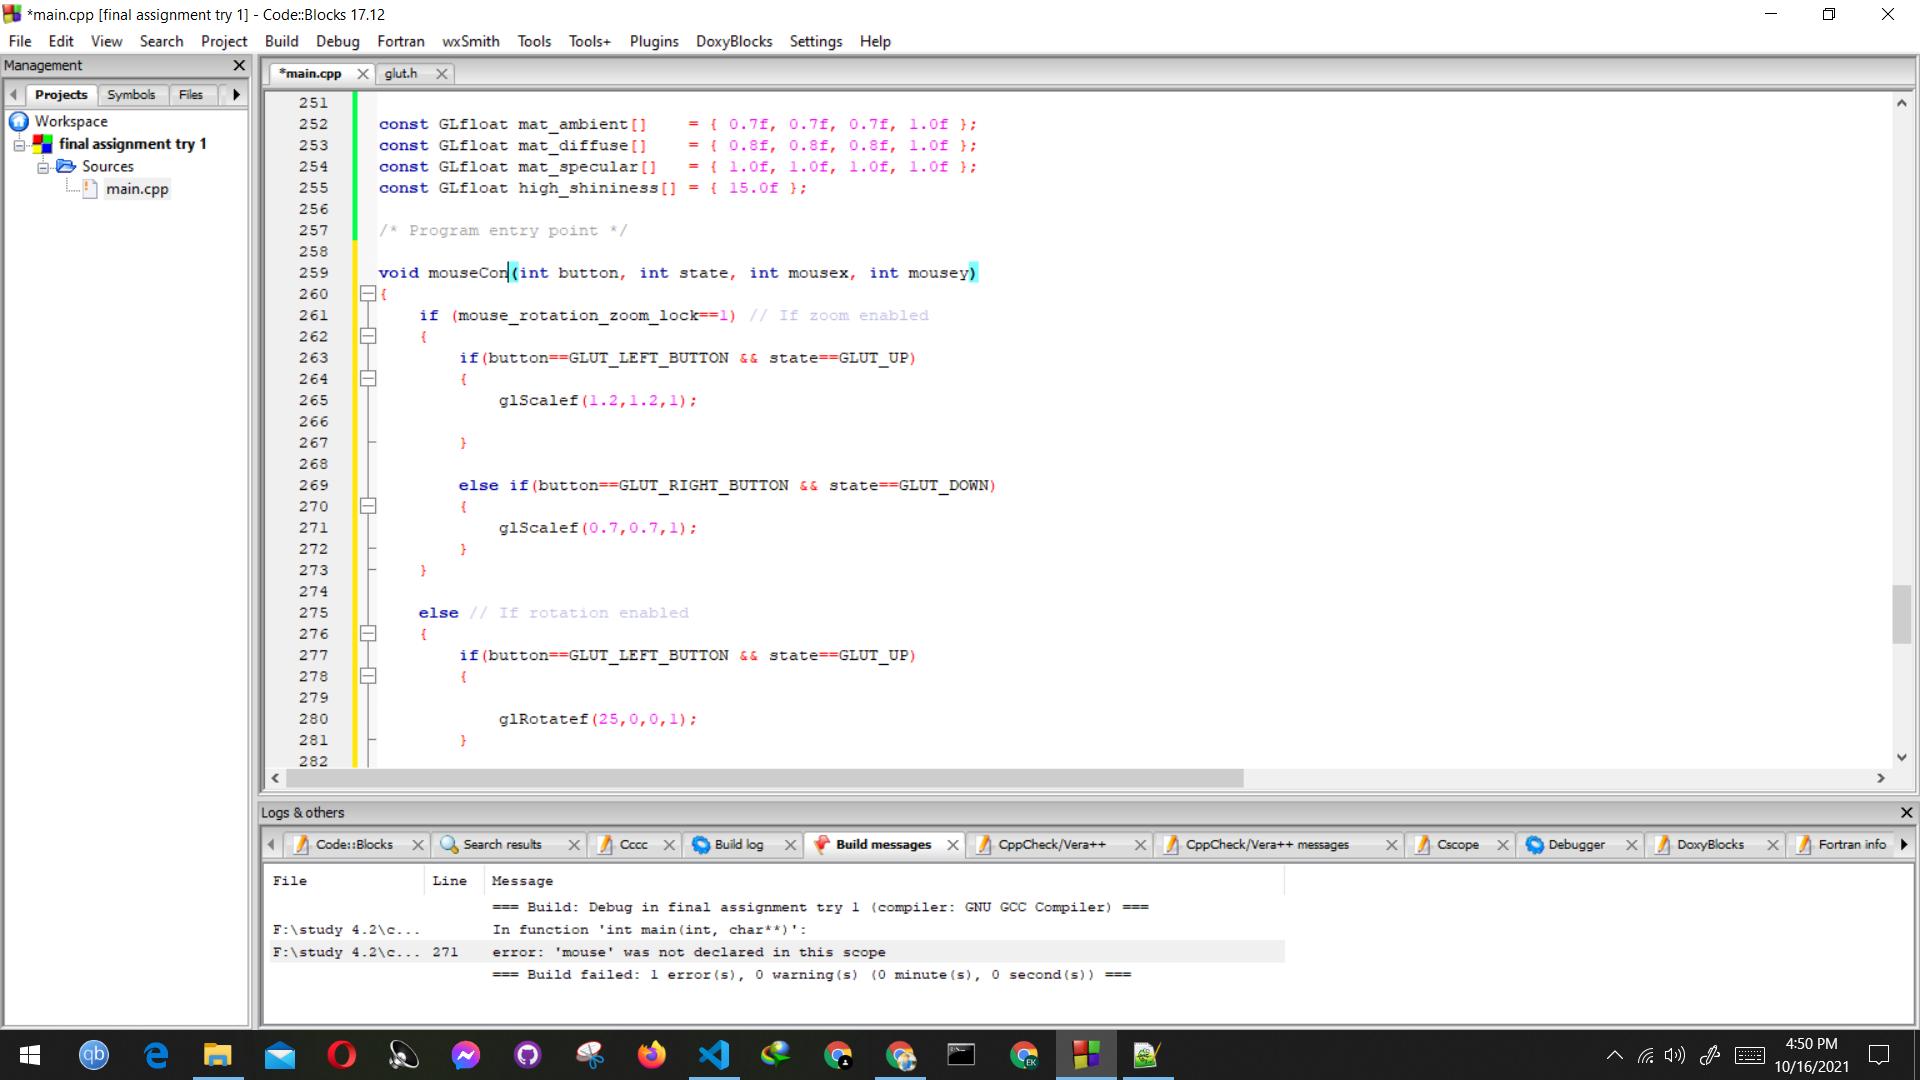 *main.cpp [final assignment try 1] - Code::Blocks 17.12
File Edit View Search Project Build Debug Fortran wxSmith Tools Tools+ Plugins DoxyBlocks Settings Help
Management
Projects Symbols Files
Workspace
final assignment try 1
Sources
main.cpp
*main.cpp glut.h
251
252 const GLfloat mat_ambient[] = { 0.7f, 0.7f, 0.7f, 1.0f };
253 const GLfloat mat_diffuse[] = { 0.8f, 0.8f, 0.8f, 1.0f };
254 const GLfloat mat_specular[] = { 1.0f, 1.0f, 1.0f, 1.0f };
255 const GLfloat high_shininess[] = { 15.0f };
256
257 /* Program entry point */
258
259 void mouseCon(int button, int state, int mousex, int mousey)
260 {
261 if (mouse_rotation_zoom_lock==1) // If zoom enabled
262 {
263 if(button==GLUT_LEFT_BUTTON && state==GLUT_UP)
264 {
265 glScalef(1.2,1.2,1);
266
267 }
268
269 else if(button==GLUT_RIGHT_BUTTON && state==GLUT_DOWN)
270 {
271 glScalef(0.7,0.7,1);
272 }
273 }
274
275 else // If rotation enabled
276 {
277 if(button==GLUT_LEFT_BUTTON && state==GLUT_UP)
278 {
279
280 glRotatef(25,0,0,1);
281 }
282
Logs & others
Code::Blocks Search results Cccc Build log Build messages CppCheck/Vera++ CppCheck/Vera++ messages Cscope Debugger DoxyBlocks Fortran info
File Line Message
=== Build: Debug in final assignment try 1 (compiler: GNU GCC Compiler) ===
F:\study 4.2\c... In function 'int main(int, char**)':
F:\study 4.2\c... 271 error: 'mouse' was not declared in this scope
=== Build failed: 1 error(s), 0 warning(s) (0 minute(s), 0 second(s)) ===
qb
EK
4:50 PM
10/16/2021